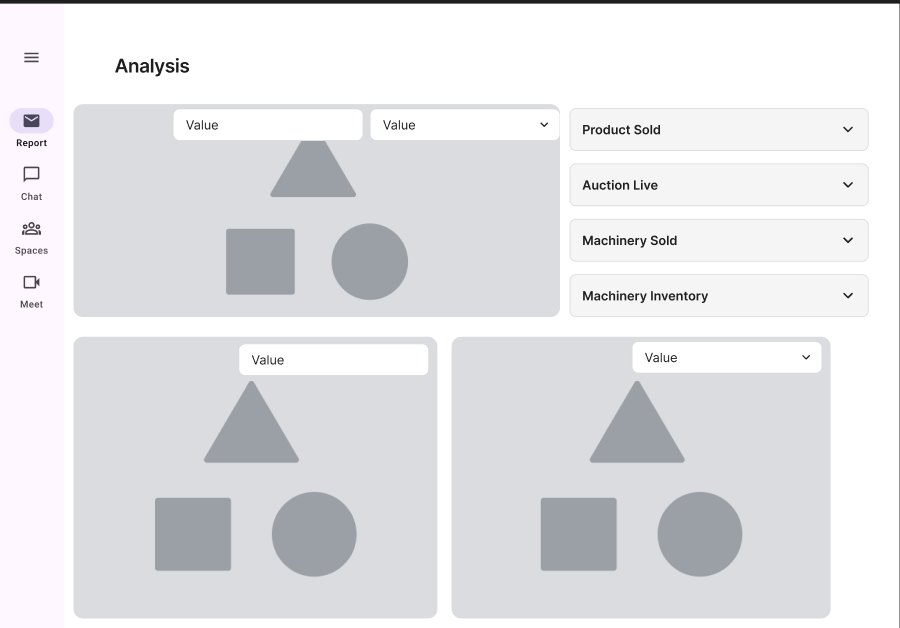 Analysis
Report
Chat
Spaces
Meet
Value
Value
Product Sold
Auction Live
Machinery Sold
Machinery Inventory
Value
Value